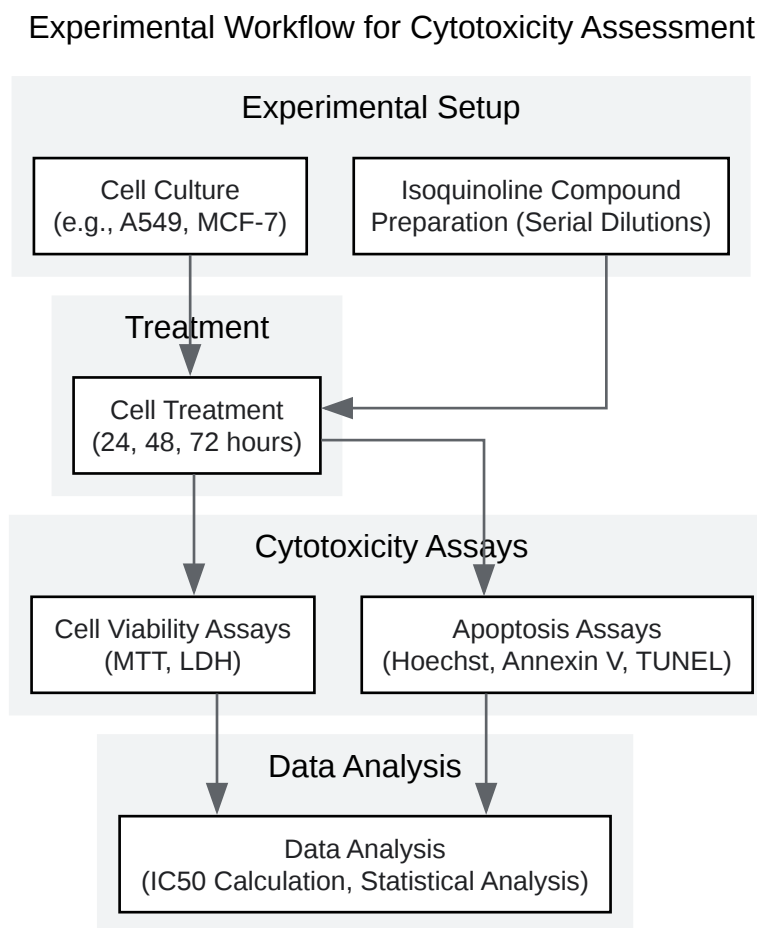 Experimental Workflow for Cytotoxicity Assessment
Experimental Setup
Cell Culture
(e.g., A549, MCF-7)
Isoquinoline Compound
Preparation (Serial Dilutions)
Treatment
Cell Treatment
(24, 48, 72 hours)
Cytotoxicity Assays
Cell Viability Assays
(MTT, LDH)
Apoptosis Assays
(Hoechst, Annexin V, TUNEL)
Data Analysis
Data Analysis
(IC50 Calculation, Statistical Analysis)